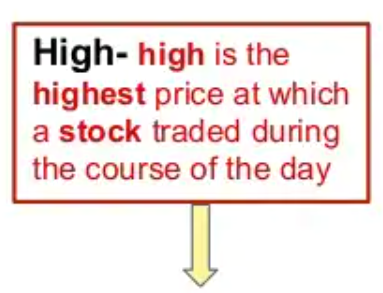 High- high is the
highest price at which
a stock traded during
the course of the day